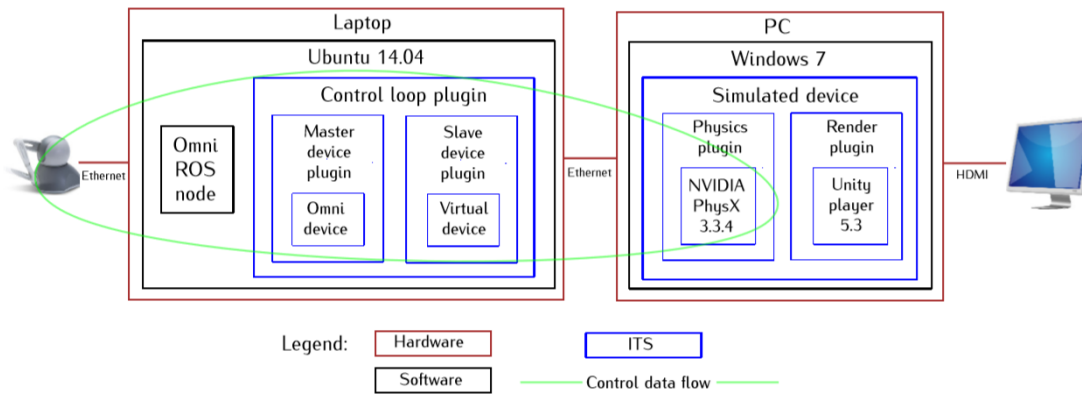 Laptop
Ubuntu 14.04
Control loop plugin
Omni
ROS
node
Master
device
plugin
Omni
device
Slave
device
plugin
Virtual
device
Ethernet
Ethernet
PC
Windows 7
Simulated device
Physics
plugin
NVIDIA
PhysX
3.3.4
Render
plugin
Unity
player
5.3
HDMI
Legend:
Hardware
ITS
Software
Control data flow